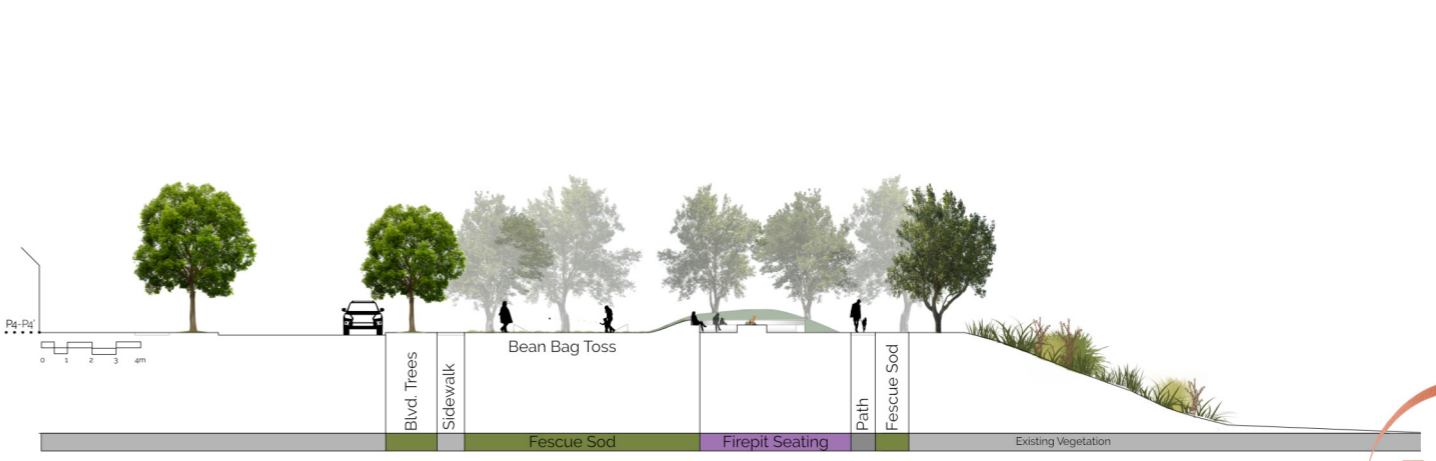 P4-P4'
0 1 2 3 4m
Blvd. Trees
Sidewalk
Bean Bag Toss
Path
Fescue Sod
Fescue Sod
Firepit Seating
Existing Vegetation